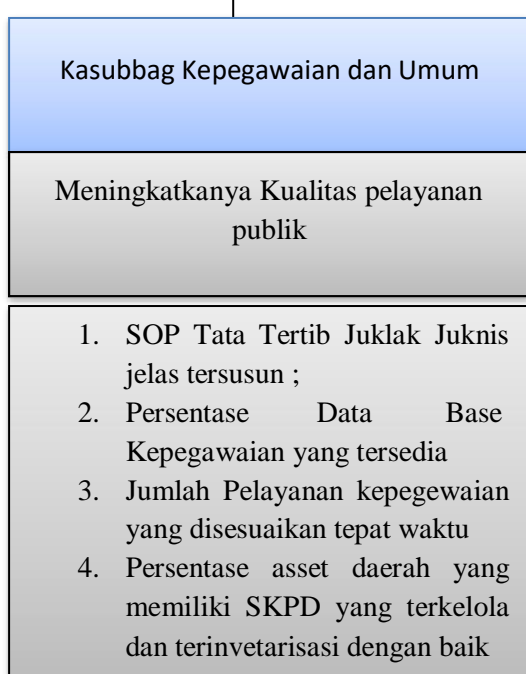 Kasubbag Kepegawaian dan Umum
Meningkatkanya Kualitas pelayanan
publik
1. SOP Tata Tertib Juklak Juknis
jelas tersusun ;
2. Persentase Data Base
Kepegawaian yang tersedia
3. Jumlah Pelayanan kepegewaian
yang disesuaikan tepat waktu
4. Persentase asset daerah yang
memiliki SKPD yang terkelola
dan terinvetarisasi dengan baik